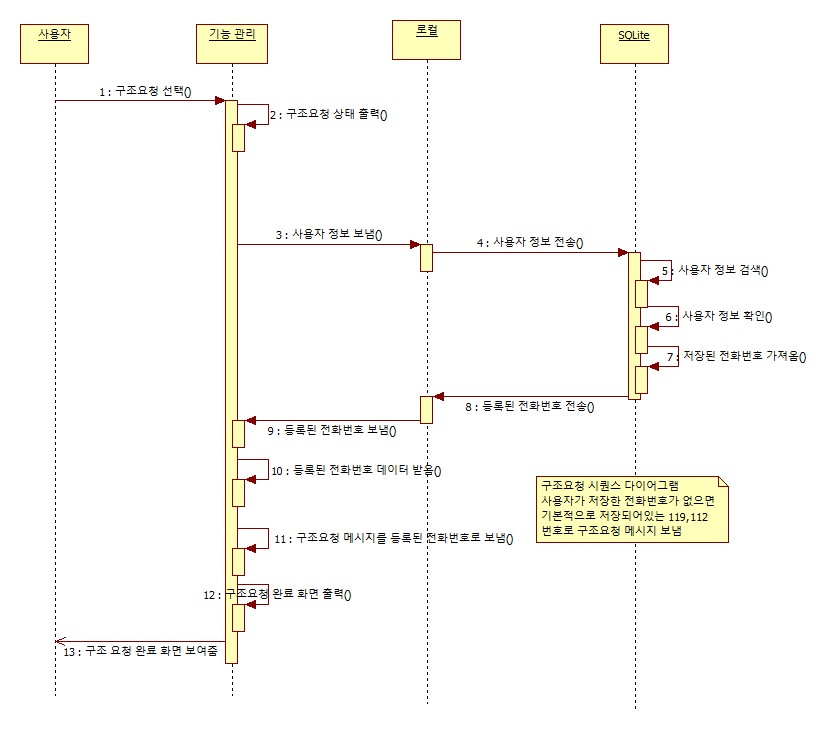 사용자
기능 관리
로컬
SQLite
1 : 구조요청 선택()
2 : 구조요청 상태 출력()
3 : 사용자 정보 보냄()
4 : 사용자 정보 전송()
5 : 사용자 정보 검색()
6 : 사용자 정보 확인()
7 : 저장된 전화번호 가져옴()
8 : 등록된 전화번호 전송()
9 : 등록된 전화번호 보냄()
10 : 등록된 전화번호 데이터 받음()
구조요청 시퀀스 다이어그램
사용자가 저장한 전화번호가 없으면
기본적으로 저장되어있는 119,112
번호로 구조요청 메시지 보냄
11 : 구조요청 메시지를 등록된 전화번호로 보냄()
12 : 구조요청 완료 화면 출력()
13 : 구조 요청 완료 화면 보여줌